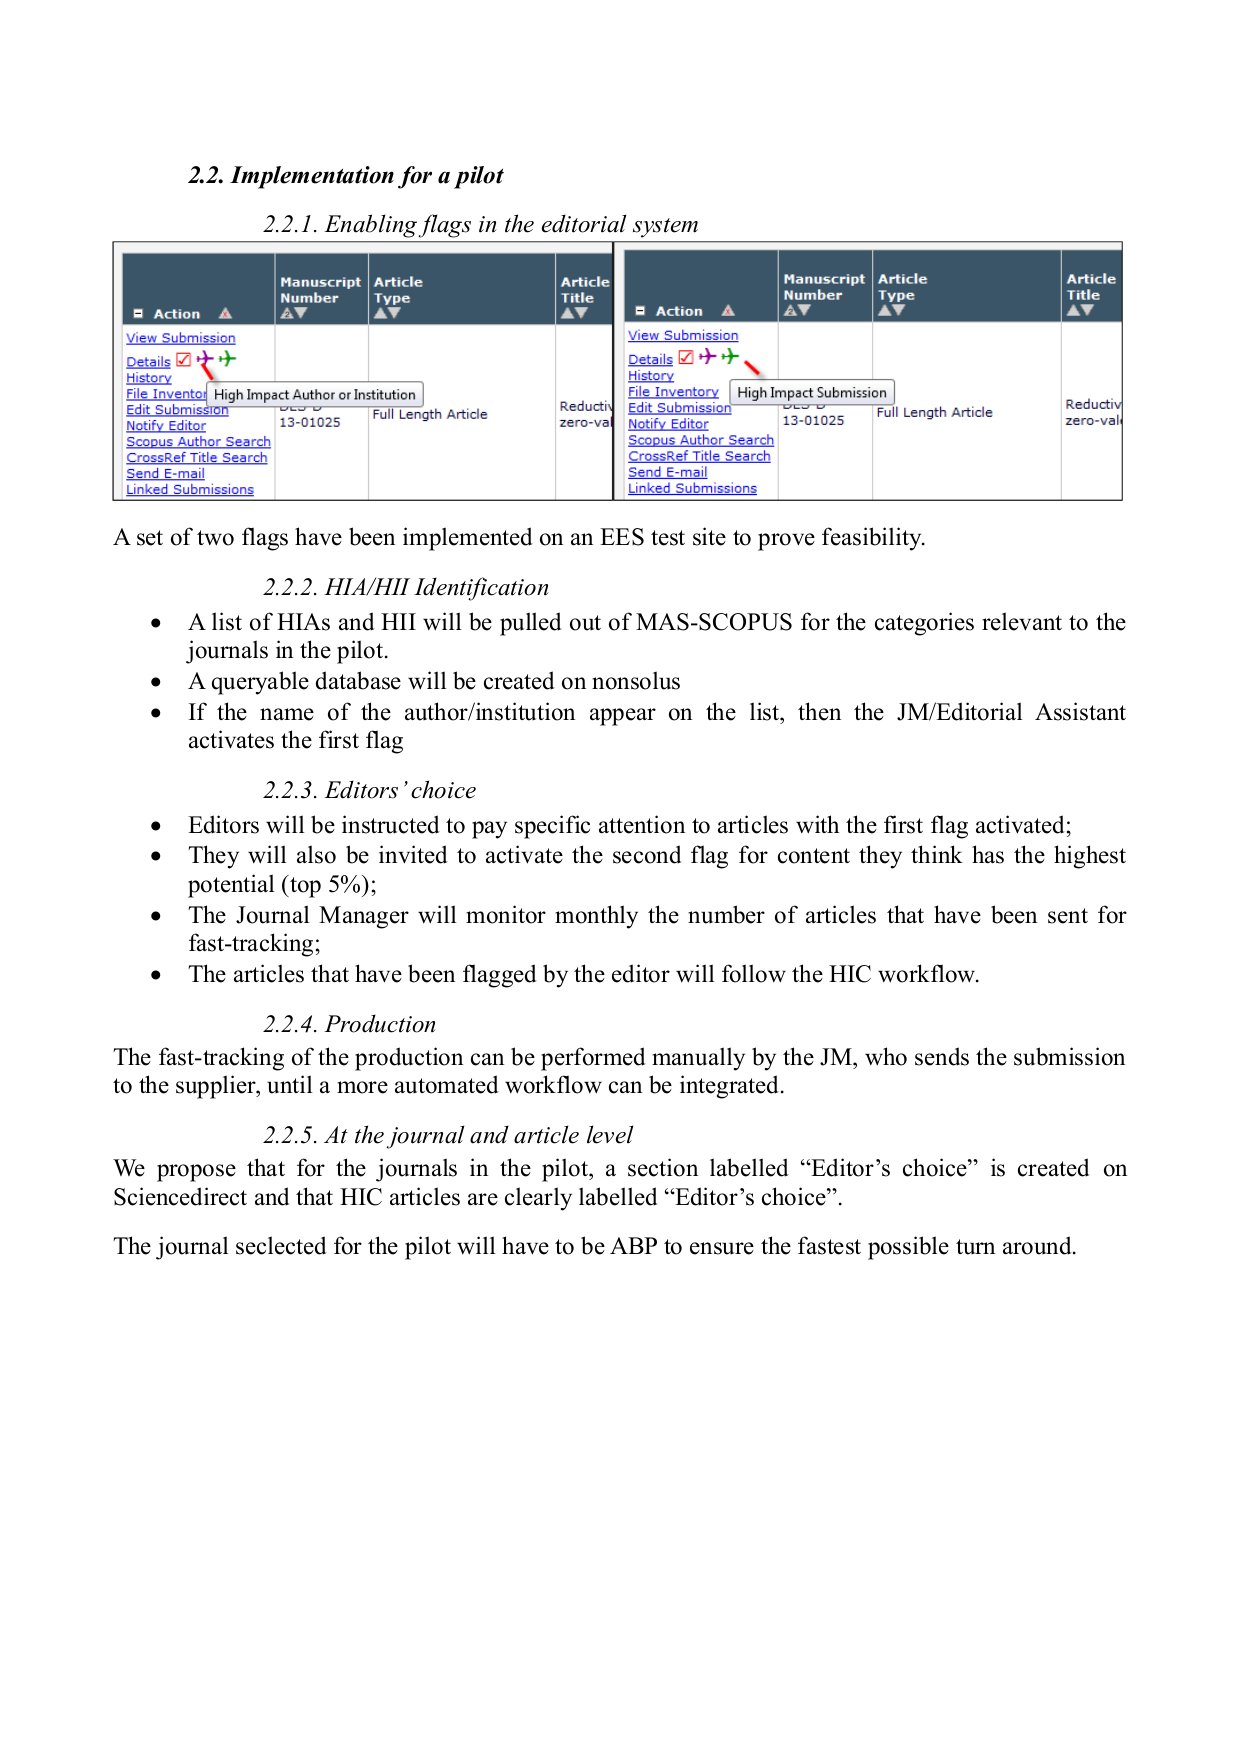 2.2. Implementation for a pilot
2.2.1. Enabling flags in the editorial system
Action
Manuscript Number
Article Type
Article Title
View Submission
Details
History
File Inventor
High Impact Author or Institution
Edit Submission
Notify Editor
Scopus Author Search
CrossRef Title Search
Send E-mail
Linked Submissions
13-01025
Full Length Article
Reductiv
zero-val
Action
Manuscript Number
Article Type
Article Title
View Submission
Details
History
File Inventory
High Impact Submission
Edit Submission
Notify Editor
Scopus Author Search
CrossRef Title Search
Send E-mail
Linked Submissions
13-01025
Full Length Article
Reductiv
zero-val
A set of two flags have been implemented on an EES test site to prove feasibility.
2.2.2. HIA/HII Identification
• A list of HIAs and HII will be pulled out of MAS-SCOPUS for the categories relevant to the
journals in the pilot.
• A queryable database will be created on nonsolus
• If the name of the author/institution appear on the list, then the JM/Editorial Assistant
activates the first flag
2.2.3. Editors’ choice
• Editors will be instructed to pay specific attention to articles with the first flag activated;
• They will also be invited to activate the second flag for content they think has the highest
potential (top 5%);
• The Journal Manager will monitor monthly the number of articles that have been sent for
fast-tracking;
• The articles that have been flagged by the editor will follow the HIC workflow.
2.2.4. Production
The fast-tracking of the production can be performed manually by the JM, who sends the submission
to the supplier, until a more automated workflow can be integrated.
2.2.5. At the journal and article level
We propose that for the journals in the pilot, a section labelled “Editor’s choice” is created on
Sciencedirect and that HIC articles are clearly labelled “Editor’s choice”.
The journal seclected for the pilot will have to be ABP to ensure the fastest possible turn around.